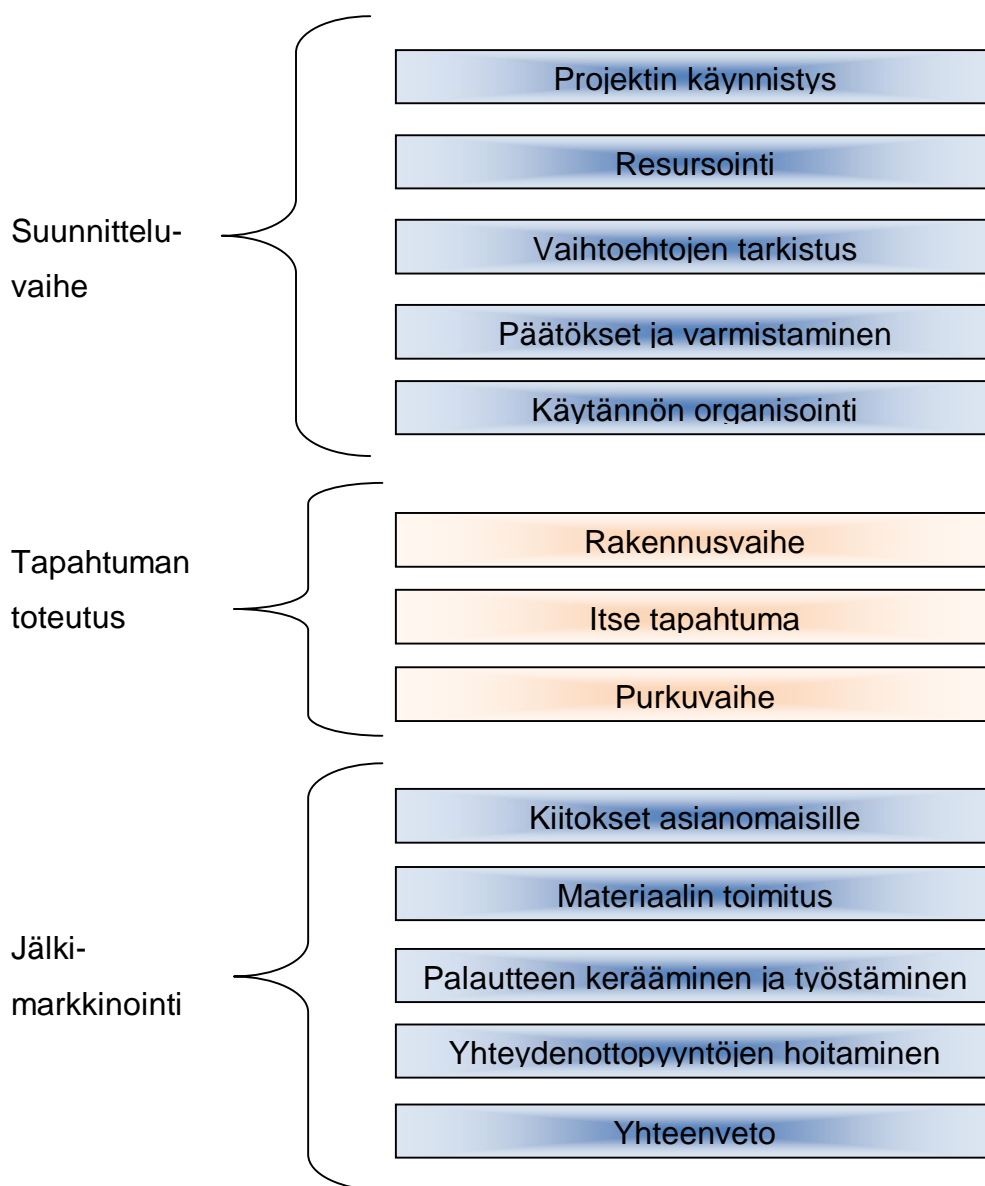 Suunnittelu-
vaihe
Projektin käynnistys
Resursointi
Vaihtoehtojen tarkistus
Päätökset ja varmistaminen
Käytännön organisointi
Tapahtuman
toteutus
Rakennusvaihe
Itse tapahtuma
Purkuvaihe
Jälki-
markkinointi
Kiitokset asianomaisille
Materiaalin toimitus
Palautteen kerääminen ja työstäminen
Yhteydenottopyyntöjen hoitaminen
Yhteenveto